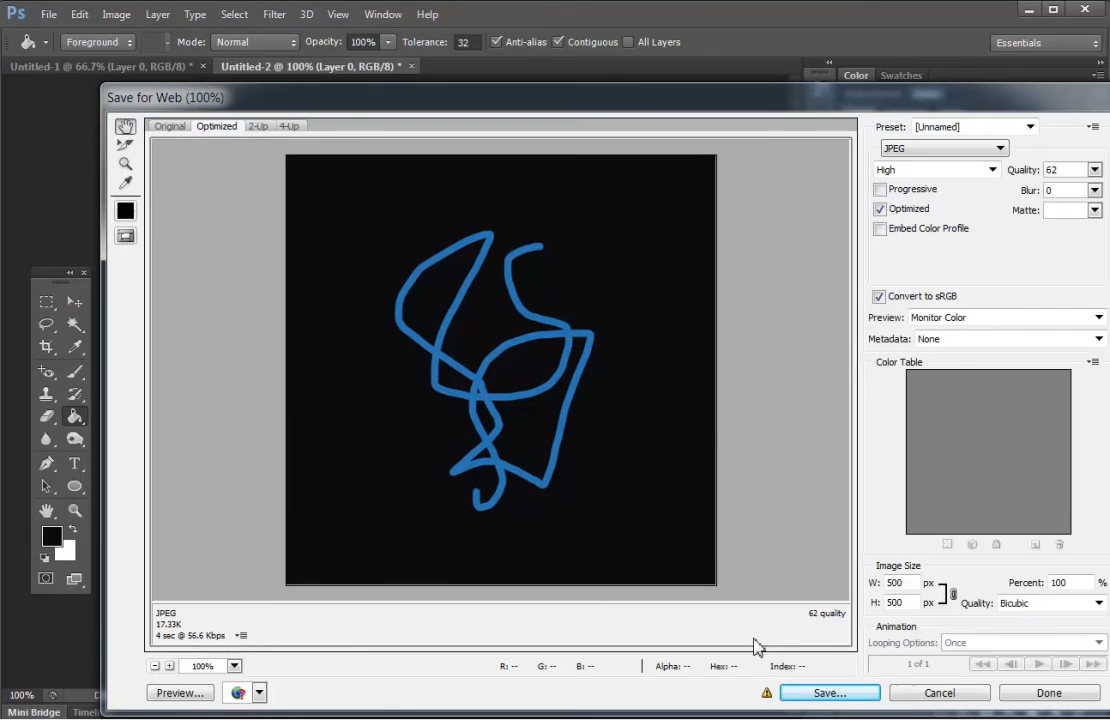 Ps File Edit Image Layer Type Select Filter 3D View Window Help
Foreground Mode: Normal Opacity: 100% Tolerance: 32 Anti-alias Contiguous All Layers Essentials
Untitled-1 @ 66.7% (Layer 0, RGB/8) * × Untitled-2 @ 100% (Layer 0, RGB/8) * × Color Swatches
Save for Web (100%)
Original Optimized 2-Up 4-Up
Preset: [Unnamed]
JPEG
High Quality: 62
Progressive Blur: 0
Optimized Matte:
Embed Color Profile
Convert to sRGB
Preview: Monitor Color
Metadata: None
Color Table
Image Size
W: 500 px Percent: 100 %
H: 500 px Quality: Bicubic
Animation
Looping Options: Once
1 of 1
JPEG 62 quality
17.33K
4 sec @ 56.6 Kbps
100% R: -- G: -- B: -- Alpha: -- Hex: -- Index: --
Preview... Save... Cancel Done
100%
Mini Bridge